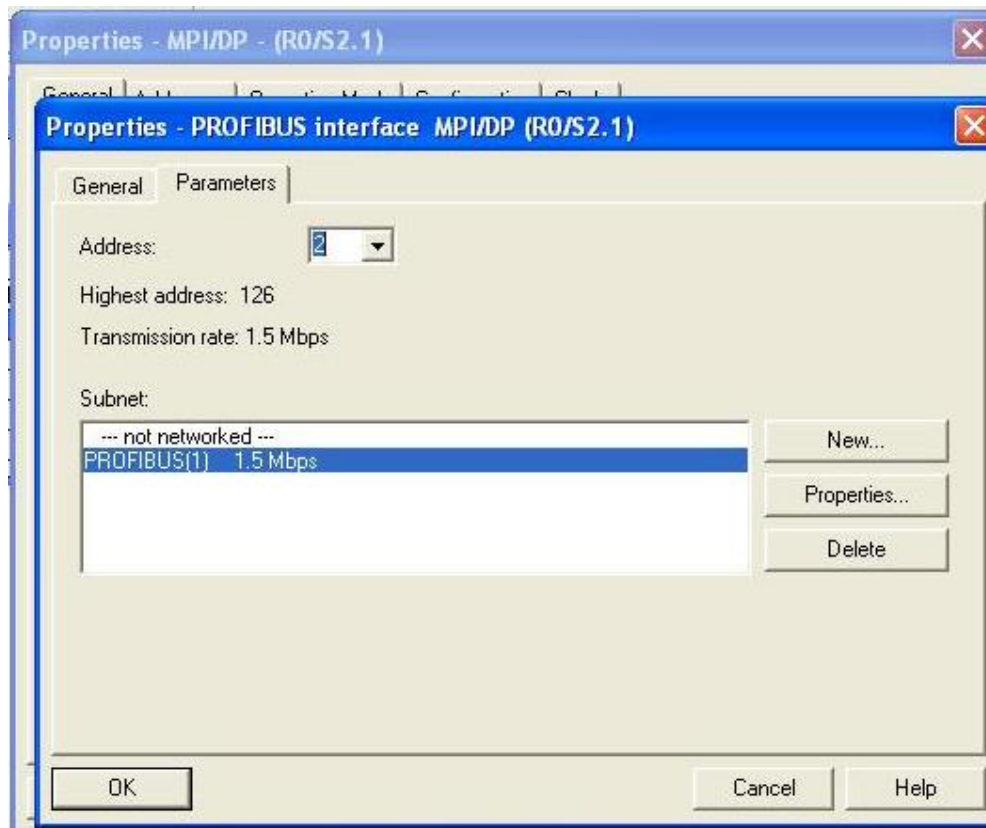 Properties - MPI/DP - (R0/S2.1)
General
Properties - PROFIBUS interface MPI/DP (R0/S2.1)
General Parameters
Address: 2
Highest address: 126
Transmission rate: 1.5 Mbps
Subnet:
--- not networked ---
PROFIBUS(1) 1.5 Mbps
New...
Properties...
Delete
OK Cancel Help